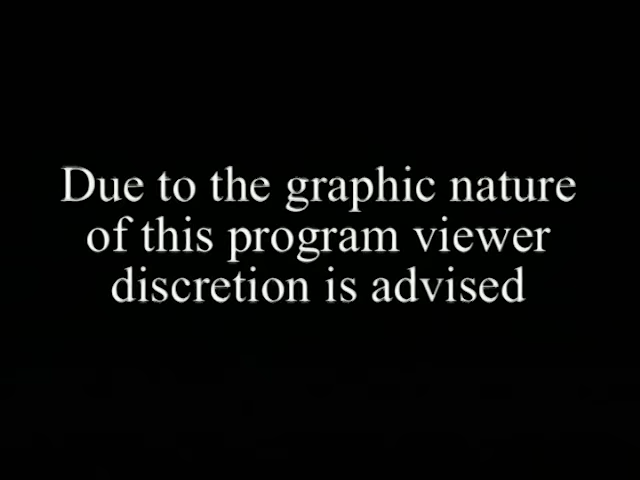 Due to the graphic nature
of this program viewer
discretion is advised